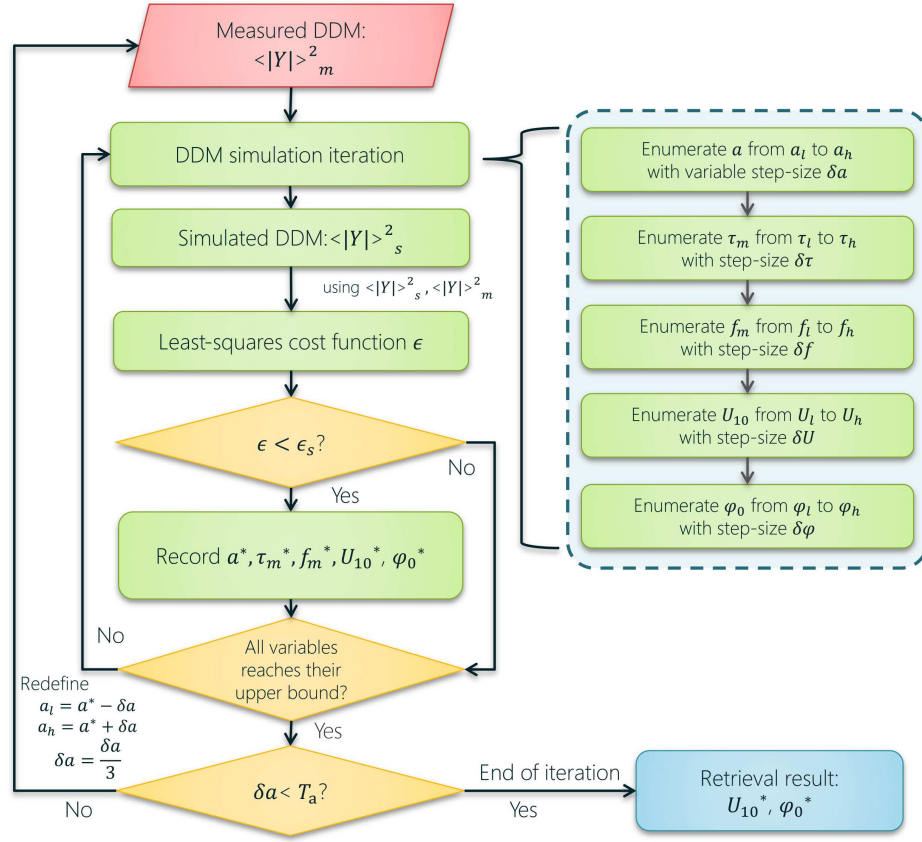 Measured DDM:
<|Y|>²ₘ
DDM simulation iteration
Simulated DDM:<|Y|>²ₛ
using <|Y|>²ₛ, <|Y|>²ₘ
Least-squares cost function ϵ
ϵ < ϵₛ?
No
Yes
Record a*, τₘ*, fₘ*, U₁₀*, φ₀*
No
All variables
reaches their
upper bound?
Redefine
aₗ = a* − δa
aₕ = a* + δa
δa = δa/3
Yes
δa< Tₐ?
No
End of iteration
Yes
Retrieval result:
U₁₀*, φ₀*
Enumerate a from aₗ to aₕ
with variable step-size δa
Enumerate τₘ from τₗ to τₕ
with step-size δτ
Enumerate fₘ from fₗ to fₕ
with step-size δf
Enumerate U₁₀ from Uₗ to Uₕ
with step-size δU
Enumerate φ₀ from φₗ to φₕ
with step-size δφ